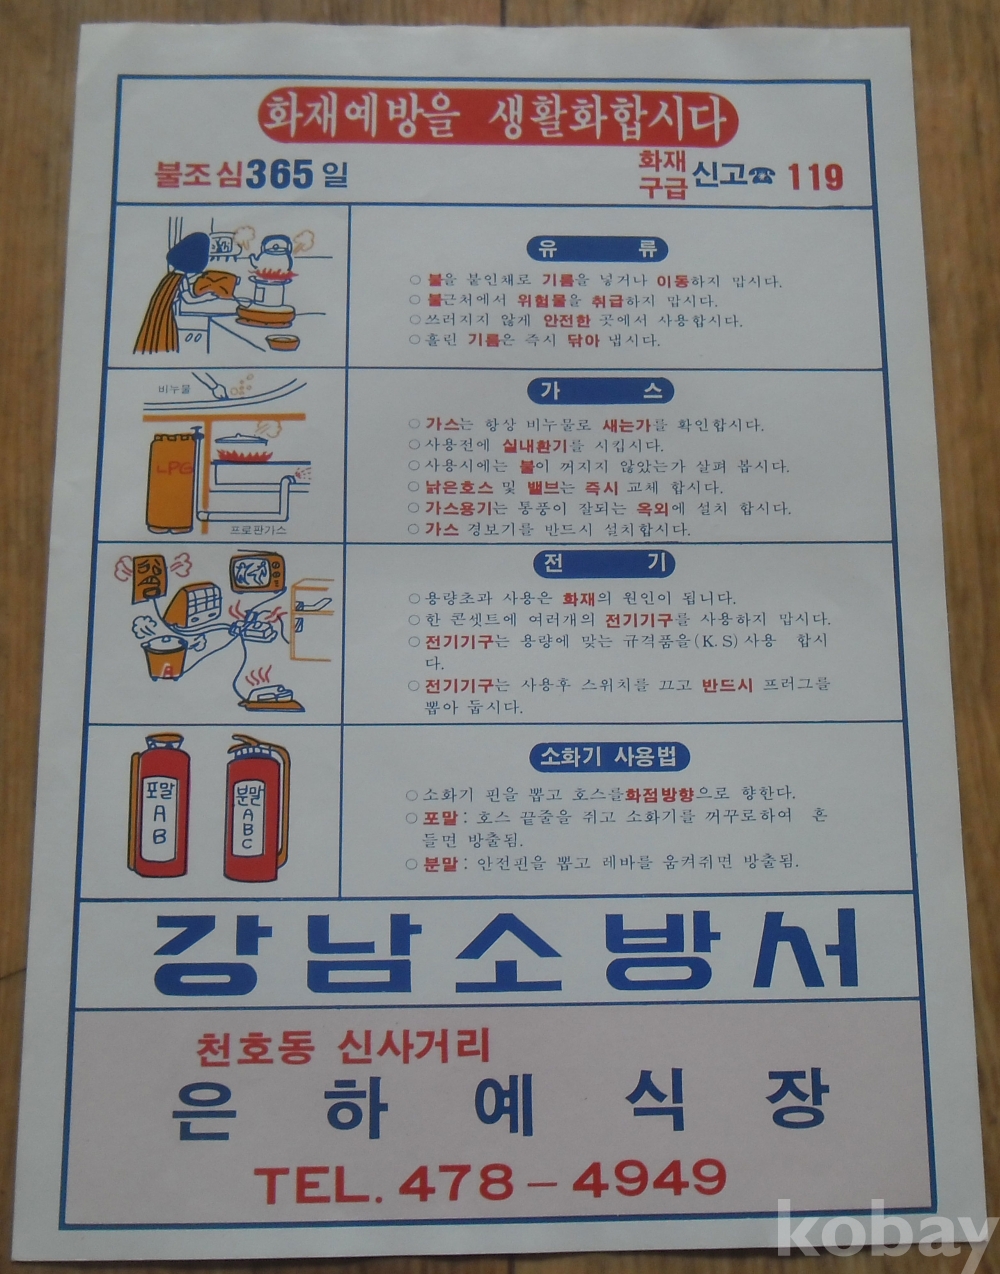 화재예방을 생활화합시다
불조심365일
화재
구급 신고☎ 119
유 류
○ 불을 붙인채로 기름을 넣거나 이동하지 맙시다.
○ 불근처에서 위험물을 취급하지 맙시다.
○ 쓰러지지 않게 안전한 곳에서 사용합시다.
○ 흘린 기름은 즉시 닦아 냅시다.
비누물
LPG
프로판가스
가 스
○ 가스는 항상 비누물로 새는가를 확인합시다.
○ 사용전에 실내환기를 시킵시다.
○ 사용시에는 불이 꺼지지 않았는가 살펴 봅시다.
○ 낡은호스 및 밸브는 즉시 교체 합시다.
○ 가스용기는 통풍이 잘되는 옥외에 설치 합시다.
○ 가스 경보기를 반드시 설치합시다.
전 기
○ 용량초과 사용은 화재의 원인이 됩니다.
○ 한 콘셋트에 여러개의 전기기구를 사용하지 맙시다.
○ 전기기구는 용량에 맞는 규격품을(K.S)사용 합시
다.
○ 전기기구는 사용후 스위치를 끄고 반드시 프러그를
뽑아 둡시다.
포말
A
B
분말
A
B
C
소화기 사용법
○ 소화기 핀을 뽑고 호스를화점방향으로 향한다.
○ 포말: 호스 끝줄을 쥐고 소화기를 꺼꾸로하여 흔
들면 방출됨.
○ 분말: 안전핀을 뽑고 레바를 움켜쥐면 방출됨.
강남소방서
천호동 신사거리
은하예식장
TEL. 478-4949
kobay